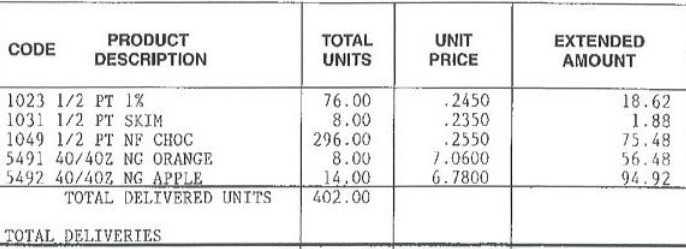 CODE PRODUCT DESCRIPTION TOTAL UNITS UNIT PRICE EXTENDED AMOUNT
1023 1/2 PT 1% 76.00 .2450 18.62
1031 1/2 PT SKIM 8.00 .2350 1.88
1049 1/2 PT NF CHOC 296.00 .2550 75.48
5491 40/4OZ NG ORANGE 8.00 7.0600 56.48
5492 40/4OZ NG APPLE 14.00 6.7800 94.92
TOTAL DELIVERED UNITS 402.00
TOTAL DELIVERIES